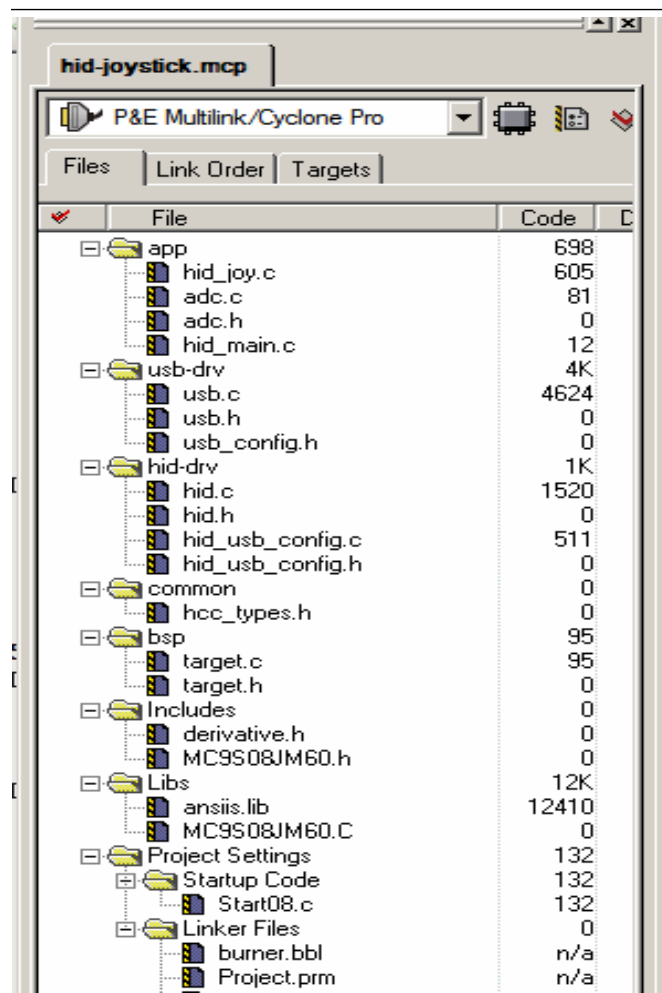 hid-joystick.mcp
P&E Multilink/Cyclone Pro
Files Link Order Targets
File Code
app 698
hid_joy.c 605
adc.c 81
adc.h 0
hid_main.c 12
usb-drv 4K
usb.c 4624
usb.h 0
usb_config.h 0
hid-drv 1K
hid.c 1520
hid.h 0
hid_usb_config.c 511
hid_usb_config.h 0
common 0
hcc_types.h 0
bsp 95
target.c 95
target.h 0
Includes 0
derivative.h 0
MC9S08JM60.h 0
Libs 12K
ansiis.lib 12410
MC9S08JM60.C 0
Project Settings 132
Startup Code 132
Start08.c 132
Linker Files 0
burner.bbl n/a
Project.prm n/a